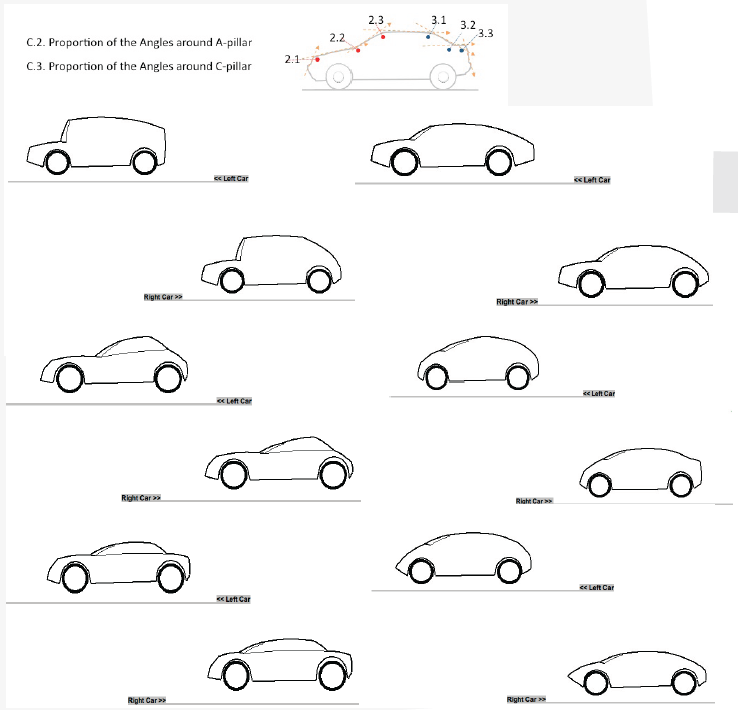 2.3
3.1
3.2
C.2. Proportion of the Angles around A-pillar
2.2
3.3
C.3. Proportion of the Angles around C-pillar
2.1
<< Left Car
<< Left Car
Right Car >>
Right Car >>
<< Left Car
<< Left Car
Right Car >>
Right Car >>
<< Left Car
<< Left Car
Right Car >>
Right Car >>